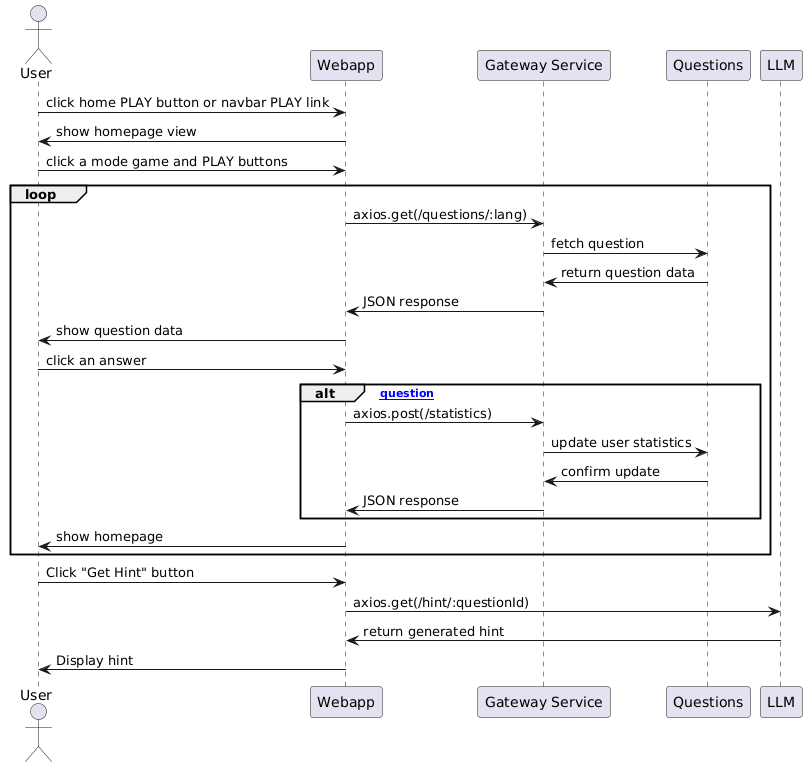 User
Webapp
Gateway Service
Questions
LLM
click home PLAY button or navbar PLAY link
show homepage view
click a mode game and PLAY buttons
loop
axios.get(/questions/:lang)
fetch question
return question data
JSON response
show question data
click an answer
alt question
axios.post(/statistics)
update user statistics
confirm update
JSON response
show homepage
Click "Get Hint" button
axios.get(/hint/:questionId)
return generated hint
Display hint
User
Webapp
Gateway Service
Questions
LLM